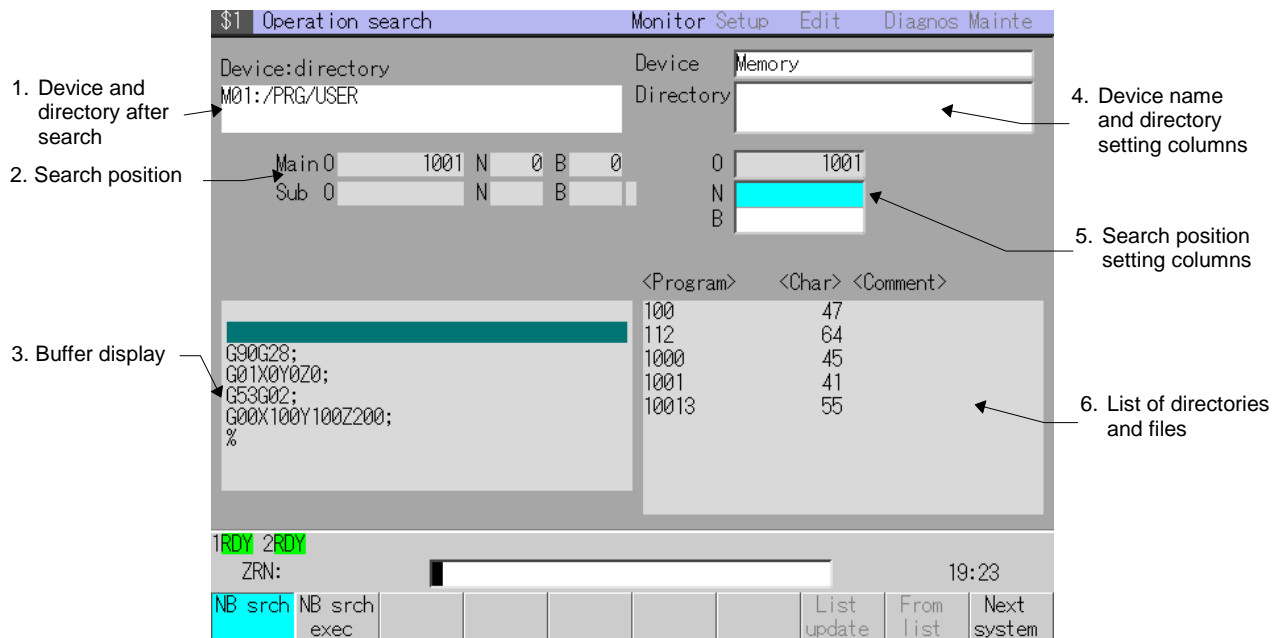 $1 Operation search Monitor Setup Edit Diagnos Mainte
1. Device and
directory after
search
2. Search position
3. Buffer display
Device:directory
M01:/PRG/USER
Main O 1001 N 0 B 0
Sub O N B
G90G28;
G01X0Y0Z0;
G53G02;
G00X100Y100Z200;
%
Device Memory
Directory
O 1001
N
B
<Program> <Char> <Comment>
100 47
112 64
1000 45
1001 41
10013 55
4. Device name
and directory
setting columns
5. Search position
setting columns
6. List of directories
and files
1RDY 2RDY
ZRN: 19:23
NB srch NB srch List From Next
exec update list system